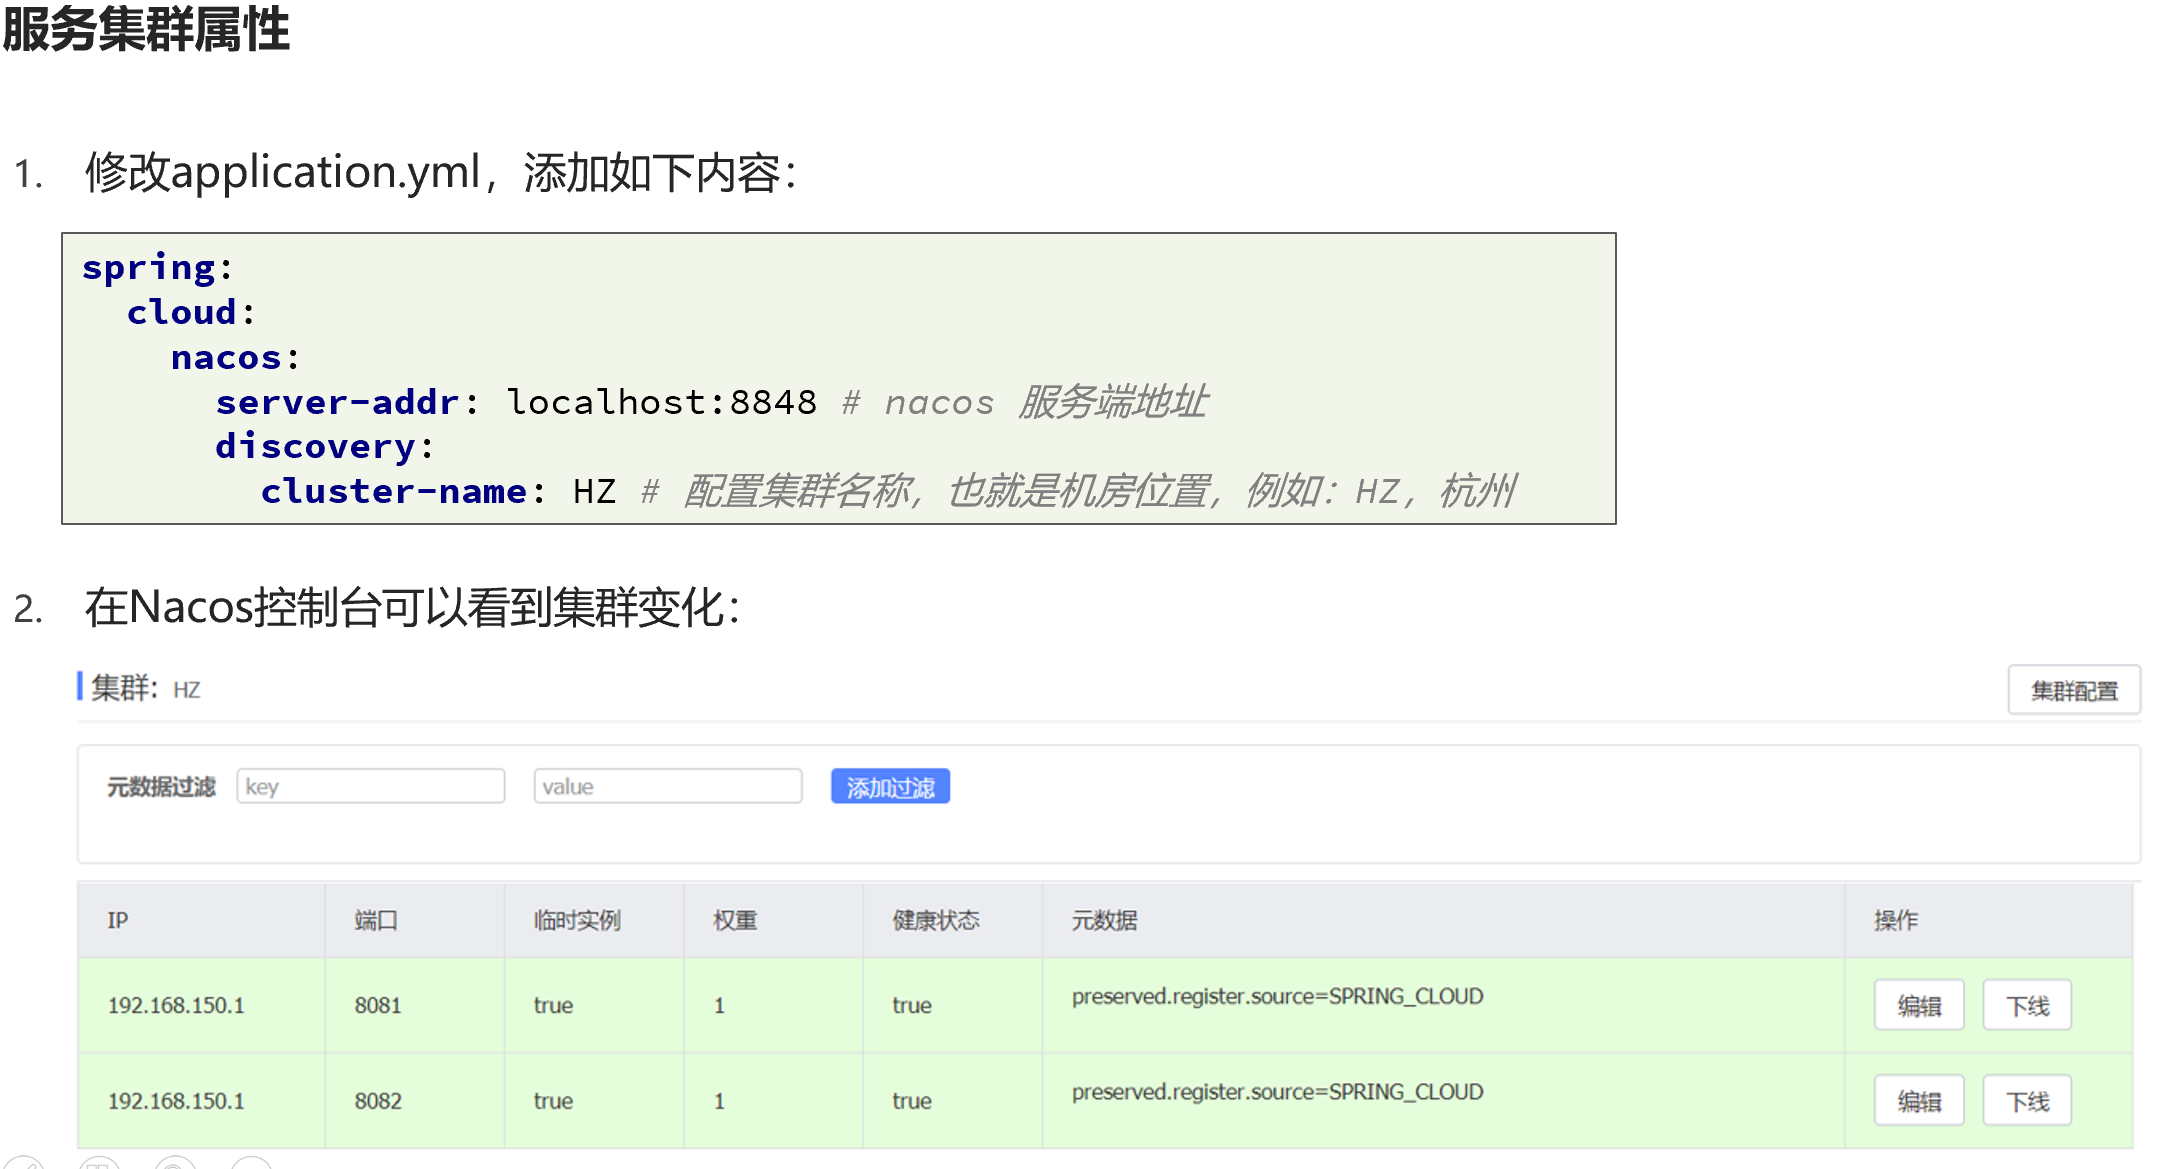 服务集群属性
1. 修改application.yml，添加如下内容：
spring:
  cloud:
    nacos:
      server-addr: localhost:8848 # nacos 服务端地址
      discovery:
        cluster-name: HZ # 配置集群名称，也就是机房位置，例如：HZ，杭州
2. 在Nacos控制台可以看到集群变化：
集群： HZ 集群配置
元数据过滤 key value 添加过滤
IP 端口 临时实例 权重 健康状态 元数据 操作
192.168.150.1 8081 true 1 true preserved.register.source=SPRING_CLOUD 编辑 下线
192.168.150.1 8082 true 1 true preserved.register.source=SPRING_CLOUD 编辑 下线